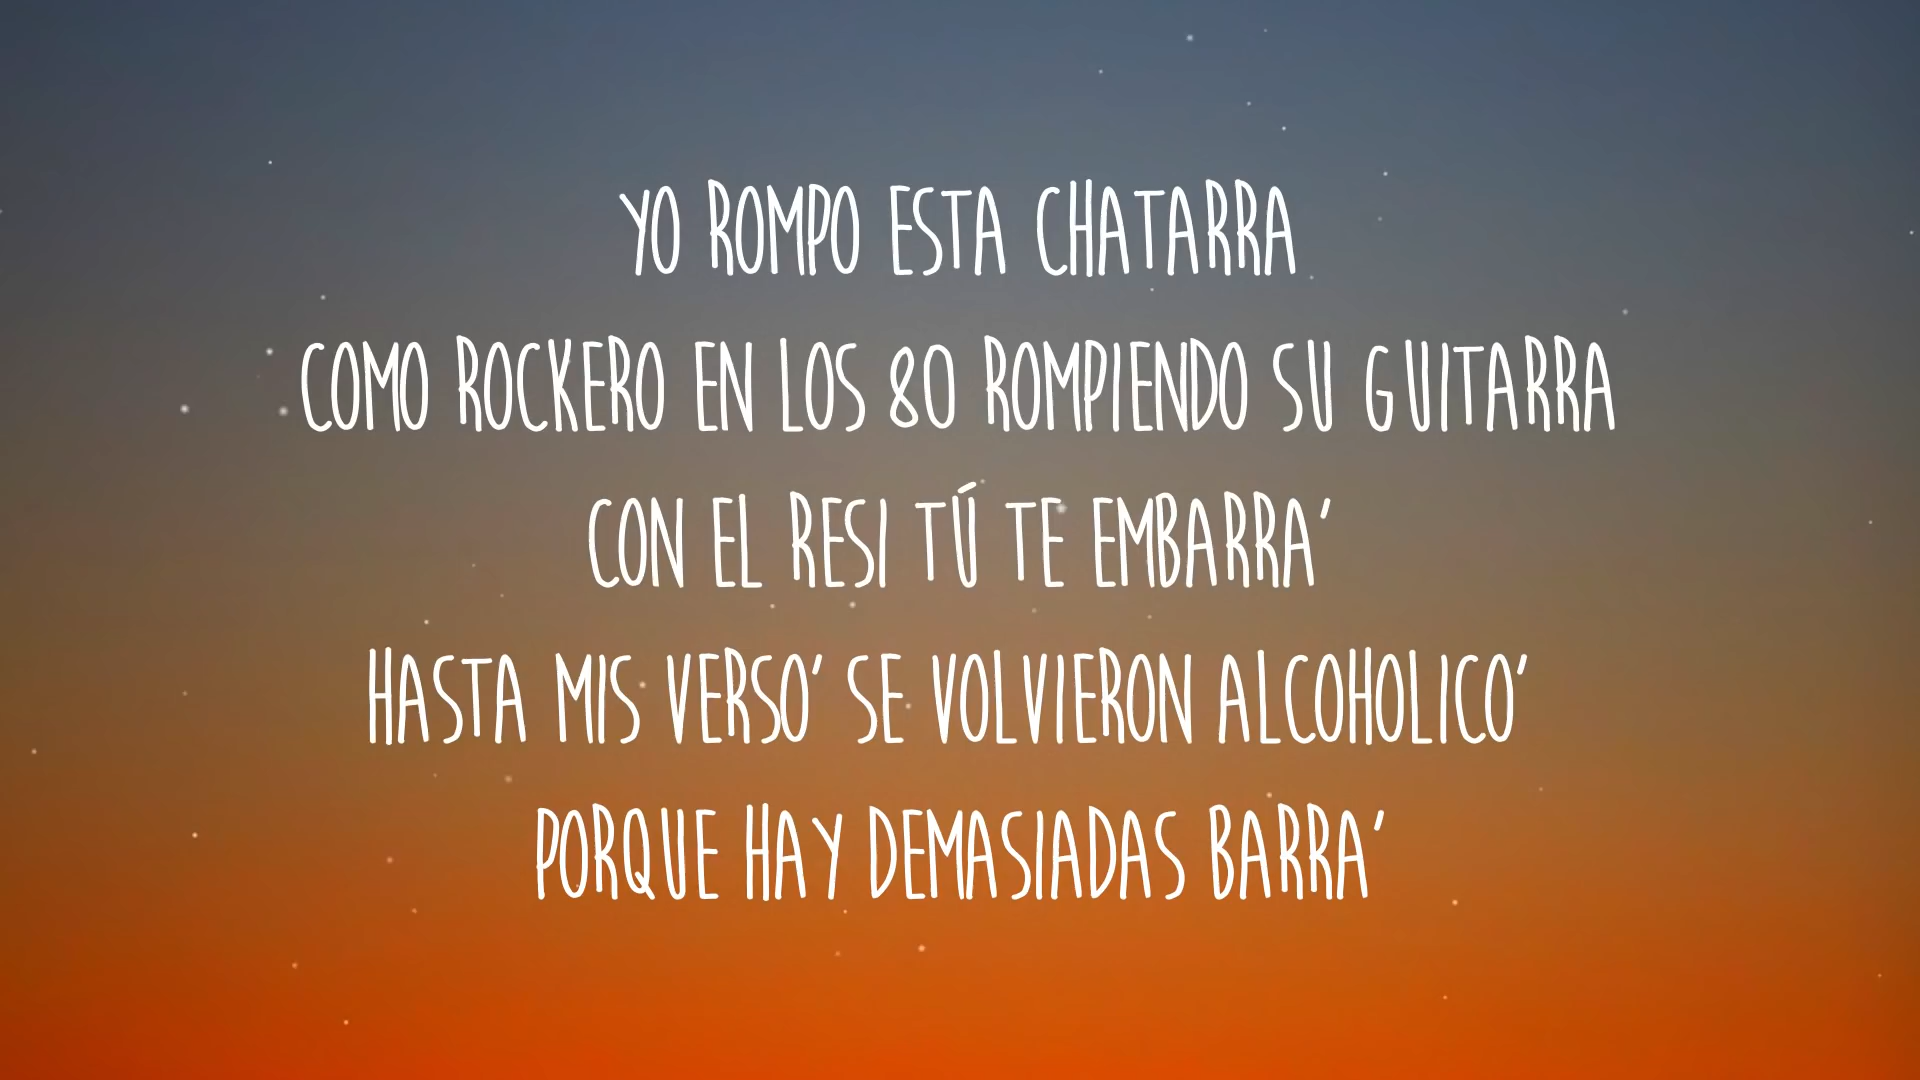 YO ROMPO ESTA CHATARRA
COMO ROCKERO EN LOS 80 ROMPIENDO SU GUITARRA
CON EL RESI TÚ TE EMBARRA'
HASTA MIS VERSO' SE VOLVIERON ALCOHOLICO'
PORQUE HAY DEMASIADAS BARRA'